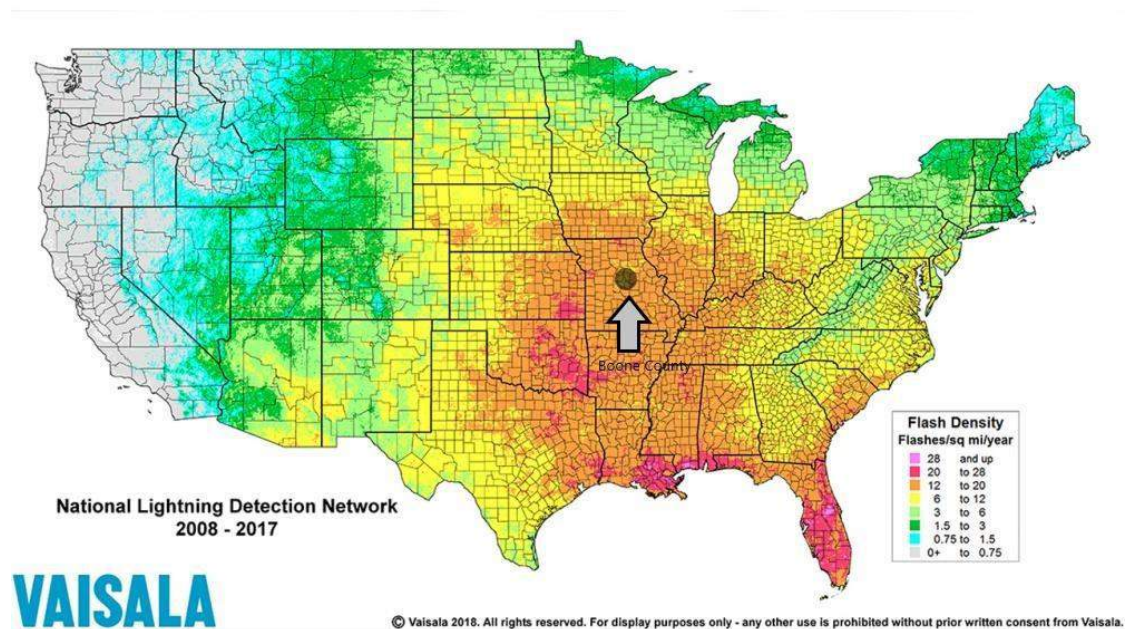 Boone County
Flash Density
Flashes/sq mi/year
28 and up
20 to 28
12 to 20
6 to 12
3 to 6
1.5 to 3
0.75 to 1.5
0+ to 0.75
National Lightning Detection Network
2008 - 2017
VAISALA
© Vaisala 2018. All rights reserved. For display purposes only - any other use is prohibited without prior written consent from Vaisala.